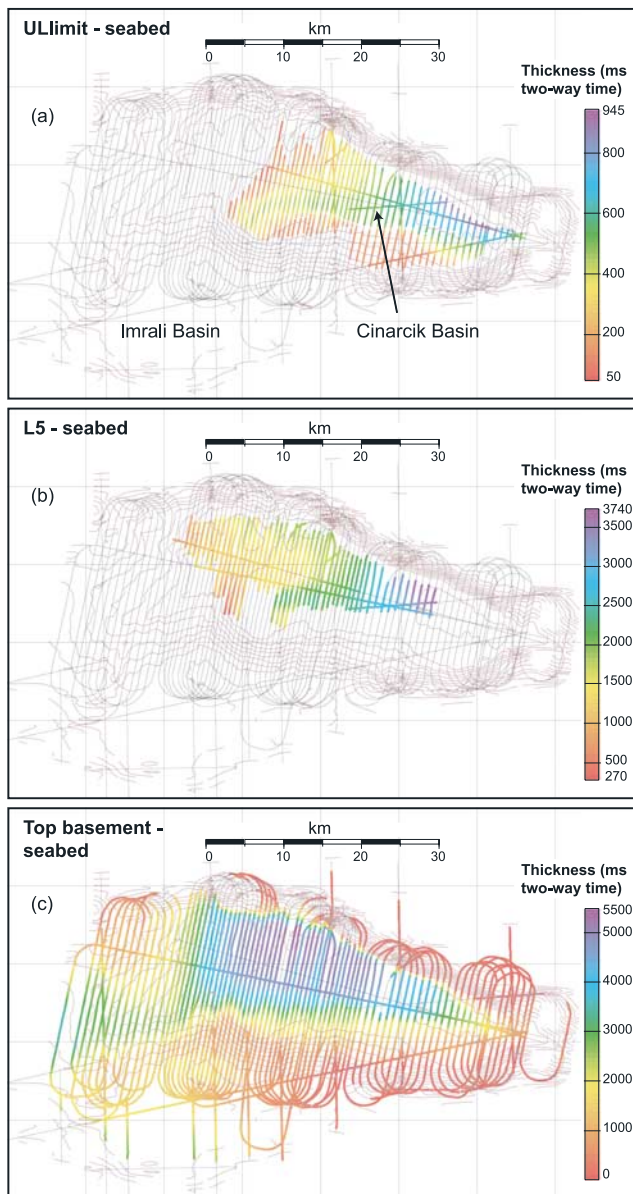 ULlimit - seabed
km
0 10 20 30
(a)
Thickness (ms
two-way time)
945
800
600
400
200
50
Imrali Basin
Cinarcik Basin
L5 - seabed
km
0 10 20 30
(b)
Thickness (ms
two-way time)
3740
3500
3000
2500
2000
1500
1000
500
270
Top basement -
seabed
km
0 10 20 30
(c)
Thickness (ms
two-way time)
5500
5000
4000
3000
2000
1000
0